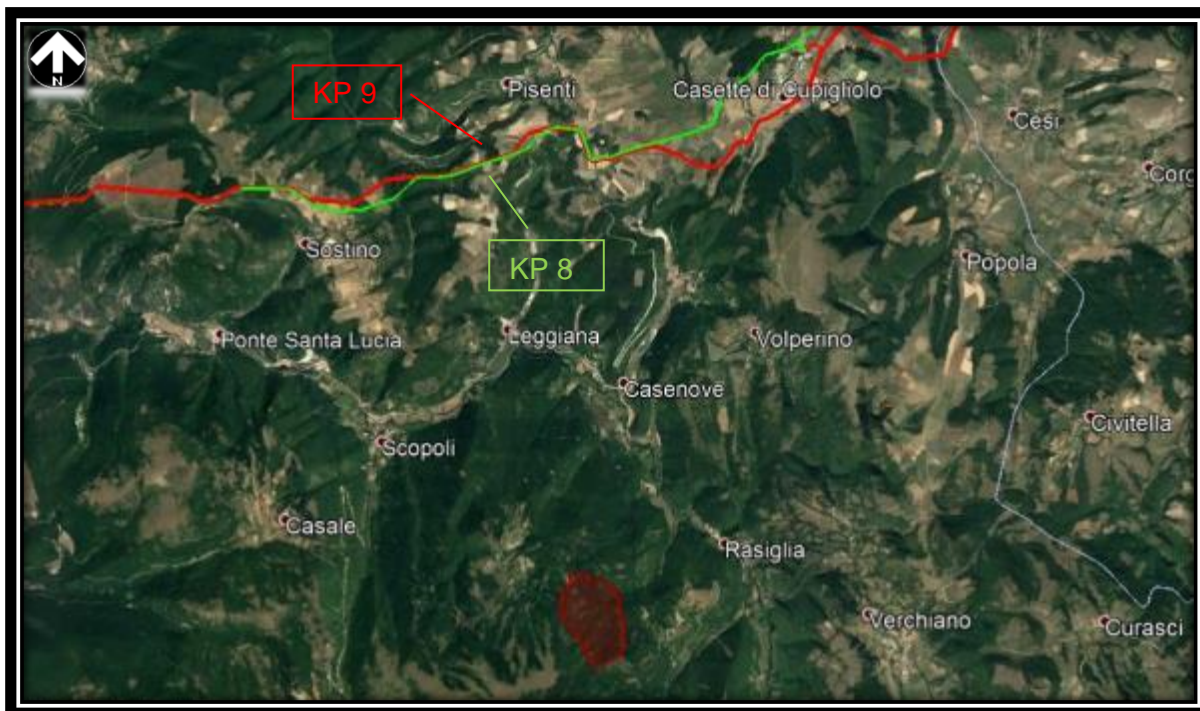 N
KP 9
Pisenti
Casette di Cupigliolo
Cesi
Corg
Sostino
KP 8
Popola
Ponte Santa Lucia
Leggiana
Volperino
Casenove
Civitella
Scopoli
Casale
Rasiglia
Verchiano
Curasci